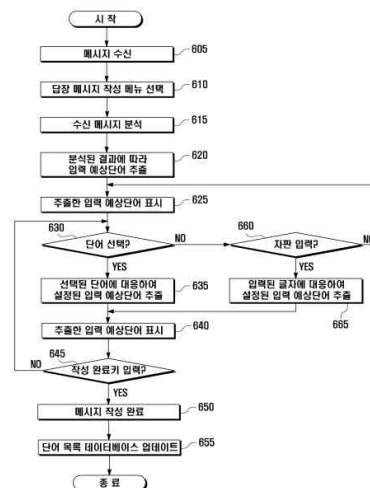 시 작
메시지 수신
605
답장 메시지 작성 메뉴 선택
610
수신 메시지 분석
615
분석된 결과에 따라
입력 예상단어 추출
620
추출한 입력 예상단어 표시
625
630
단어 선택?
NO
660
자판 입력?
NO
YES
YES
선택된 단어에 대응하여
설정된 입력 예상단어 추출
635
입력된 글자에 대응하여
설정된 입력 예상단어 추출
665
추출한 입력 예상단어 표시
640
645
NO
작성 완료키 입력?
YES
메시지 작성 완료
650
단어 목록 데이터베이스 업데이트
655
종 료